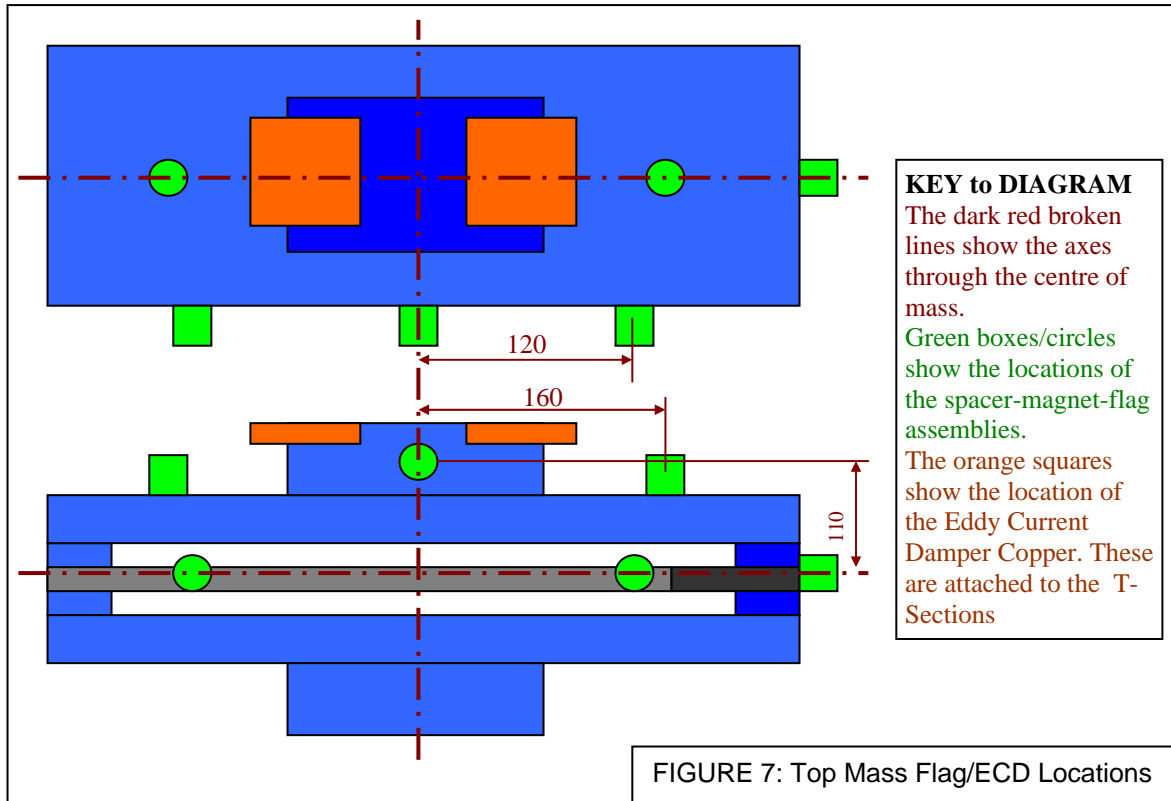 120
160
110
KEY to DIAGRAM
The dark red broken
lines show the axes
through the centre of
mass.
Green boxes/circles
show the locations of
the spacer-magnet-flag
assemblies.
The orange squares
show the location of
the Eddy Current
Damper Copper. These
are attached to the T-
Sections
FIGURE 7: Top Mass Flag/ECD Locations